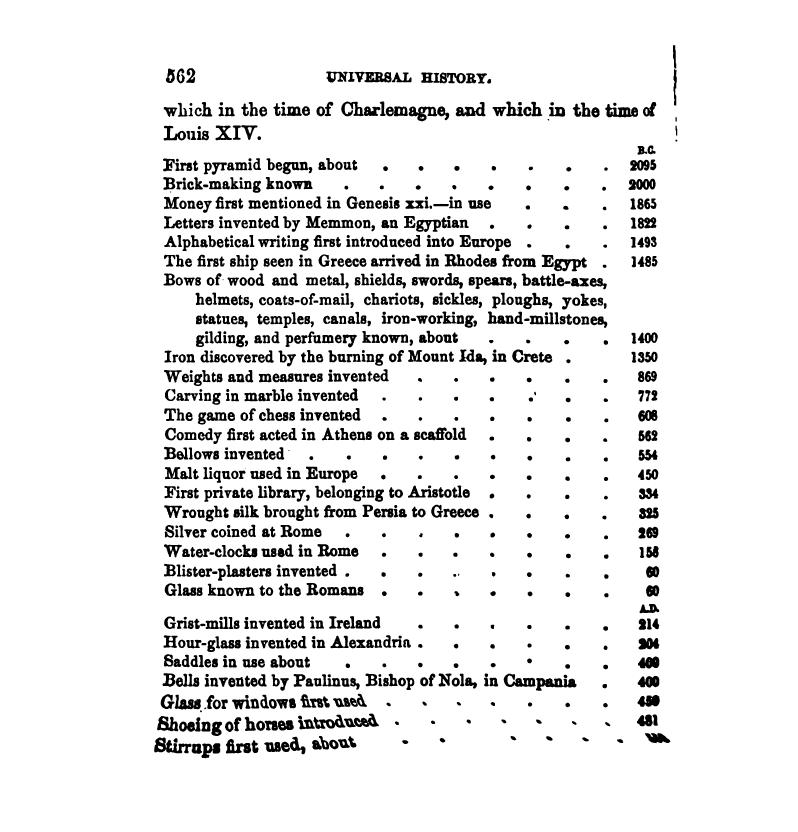 562 UNIVERSAL HISTORY.
which in the time of Charlemagne, and which in the time of
Louis XIV.
B.C.
First pyramid begun, about . . . . . . . 2095
Brick-making known . . . . . . . . 2000
Money first mentioned in Genesis xxi.—in use . . . 1865
Letters invented by Memmon, an Egyptian . . . . 1822
Alphabetical writing first introduced into Europe . . . 1493
The first ship seen in Greece arrived in Rhodes from Egypt . 1485
Bows of wood and metal, shields, swords, spears, battle-axes,
helmets, coats-of-mail, chariots, sickles, ploughs, yokes,
statues, temples, canals, iron-working, hand-millstones,
gilding, and perfumery known, about . . . . 1400
Iron discovered by the burning of Mount Ida, in Crete . 1350
Weights and measures invented . . . . . . 869
Carving in marble invented . . . . . . . 772
The game of chess invented . . . . . . . 608
Comedy first acted in Athens on a scaffold . . . . 562
Bellows invented . . . . . . . . . 554
Malt liquor used in Europe . . . . . . . 450
First private library, belonging to Aristotle . . . . 334
Wrought silk brought from Persia to Greece . . . . 325
Silver coined at Rome . . . . . . . . 269
Water-clocks used in Rome . . . . . . . 158
Blister-plasters invented . . . . . . . . 60
Glass known to the Romans . . . . . . . 60
A.D.
Grist-mills invented in Ireland . . . . . . 214
Hour-glass invented in Alexandria . . . . . . 204
Saddles in use about . . . . . . . . 400
Bells invented by Paulinus, Bishop of Nola, in Campania . 400
Glass for windows first used . . . . . . . 450
Shoeing of horses introduced . . . . . . . 481
Stirrups first used, about . . . . . .